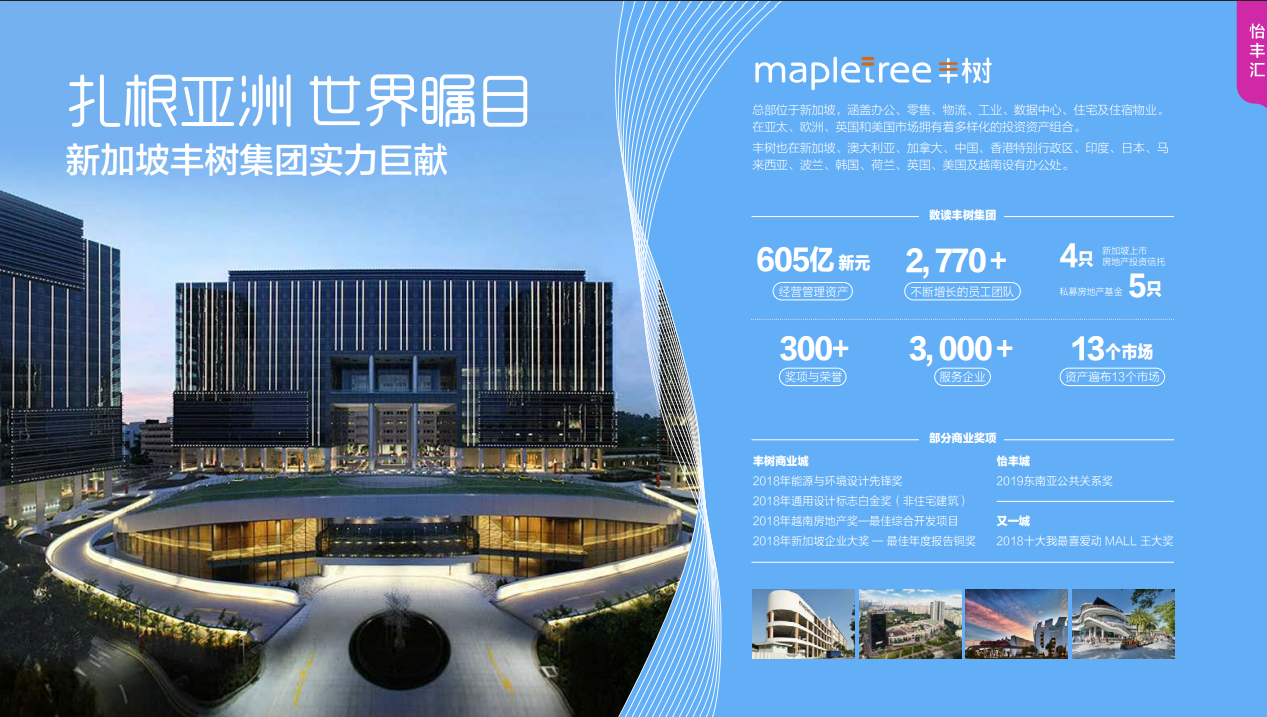 扎根亚洲 世界瞩目
新加坡丰树集团实力巨献
怡丰汇
mapletree丰树
总部位于新加坡，涵盖办公、零售、物流、工业、数据中心、住宅及住宿物业。
在亚太、欧洲、英国和美国市场拥有着多样化的投资资产组合。
丰树也在新加坡、澳大利亚、加拿大、中国、香港特别行政区、印度、日本、马
来西亚、波兰、韩国、荷兰、英国、美国及越南设有办公处。
数读丰树集团
605亿 新元
经营管理资产
2,770+
不断增长的员工团队
4只 新加坡上市
房地产投资信托
私募房地产基金 5只
300+
奖项与荣誉
3,000+
服务企业
13个市场
资产遍布13个市场
部分商业奖项
丰树商业城
2018年能源与环境设计先锋奖
2018年通用设计标志白金奖（非住宅建筑）
2018年越南房地产奖—最佳综合开发项目
2018年新加坡企业大奖 — 最佳年度报告铜奖
怡丰城
2019东南亚公共关系奖
又一城
2018十大我最喜爱动 MALL 王大奖